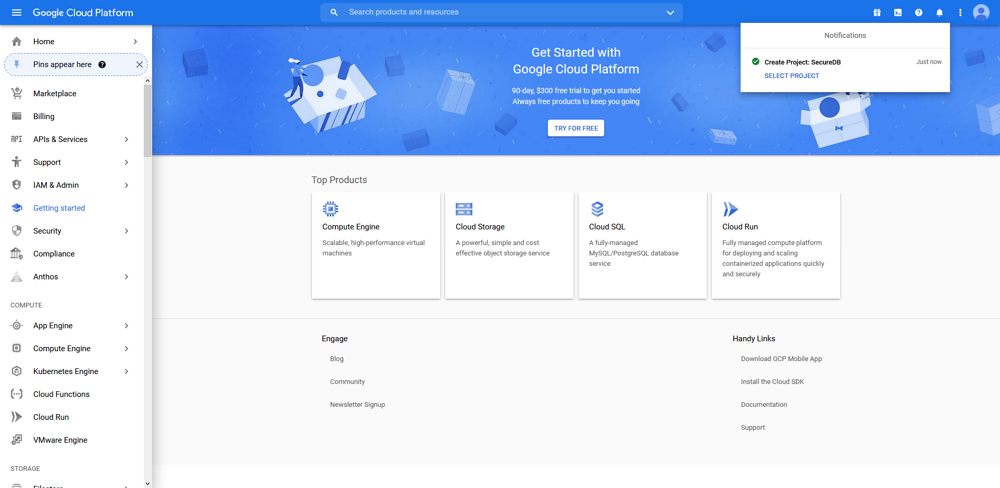 Google Cloud Platform
Search products and resources
Home
Pins appear here
Marketplace
Billing
API APIs & Services
Support
IAM & Admin
Getting started
Security
Compliance
Anthos
COMPUTE
App Engine
Compute Engine
Kubernetes Engine
Cloud Functions
Cloud Run
VMware Engine
STORAGE
Filestore
Get Started with
Google Cloud Platform
90-day, $300 free trial to get you started
Always free products to keep you going
TRY FOR FREE
Notifications
Create Project: SecureDB
Just now
SELECT PROJECT
Top Products
Compute Engine
Scalable, high-performance virtual
machines
Cloud Storage
A powerful, simple and cost
effective object storage service
Cloud SQL
A fully-managed
MySQL/PostgreSQL database
service
Cloud Run
Fully managed compute platform
for deploying and scaling
containerized applications quickly
and securely
Engage
Blog
Community
Newsletter Signup
Handy Links
Download GCP Mobile App
Install the Cloud SDK
Documentation
Support